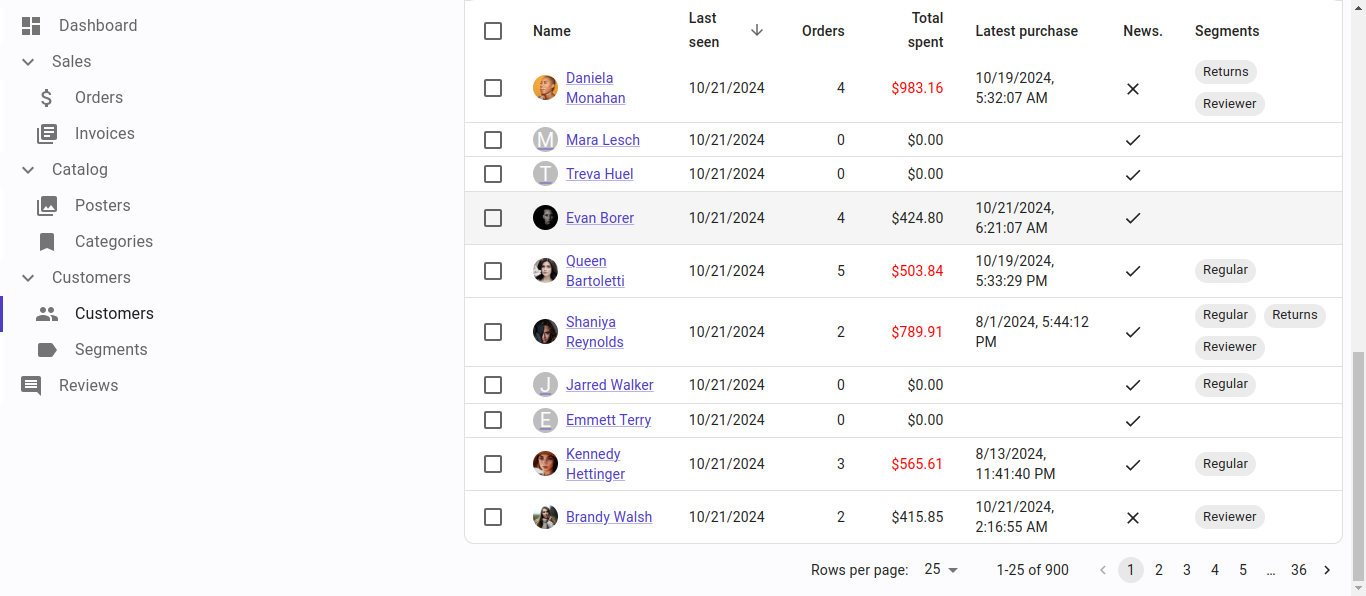 Dashboard
Sales
Orders
Invoices
Catalog
Posters
Categories
Customers
Customers
Segments
Reviews
Name Last seen Orders Total spent Latest purchase News. Segments
Daniela Monahan 10/21/2024 4 $983.16 10/19/2024, 5:32:07 AM Returns Reviewer
M Mara Lesch 10/21/2024 0 $0.00
T Treva Huel 10/21/2024 0 $0.00
Evan Borer 10/21/2024 4 $424.80 10/21/2024, 6:21:07 AM
Queen Bartoletti 10/21/2024 5 $503.84 10/19/2024, 5:33:29 PM Regular
Shaniya Reynolds 10/21/2024 2 $789.91 8/1/2024, 5:44:12 PM Regular Returns Reviewer
J Jarred Walker 10/21/2024 0 $0.00 Regular
E Emmett Terry 10/21/2024 0 $0.00
Kennedy Hettinger 10/21/2024 3 $565.61 8/13/2024, 11:41:40 PM Regular
Brandy Walsh 10/21/2024 2 $415.85 10/21/2024, 2:16:55 AM Reviewer
Rows per page: 25 1-25 of 900 1 2 3 4 5 … 36